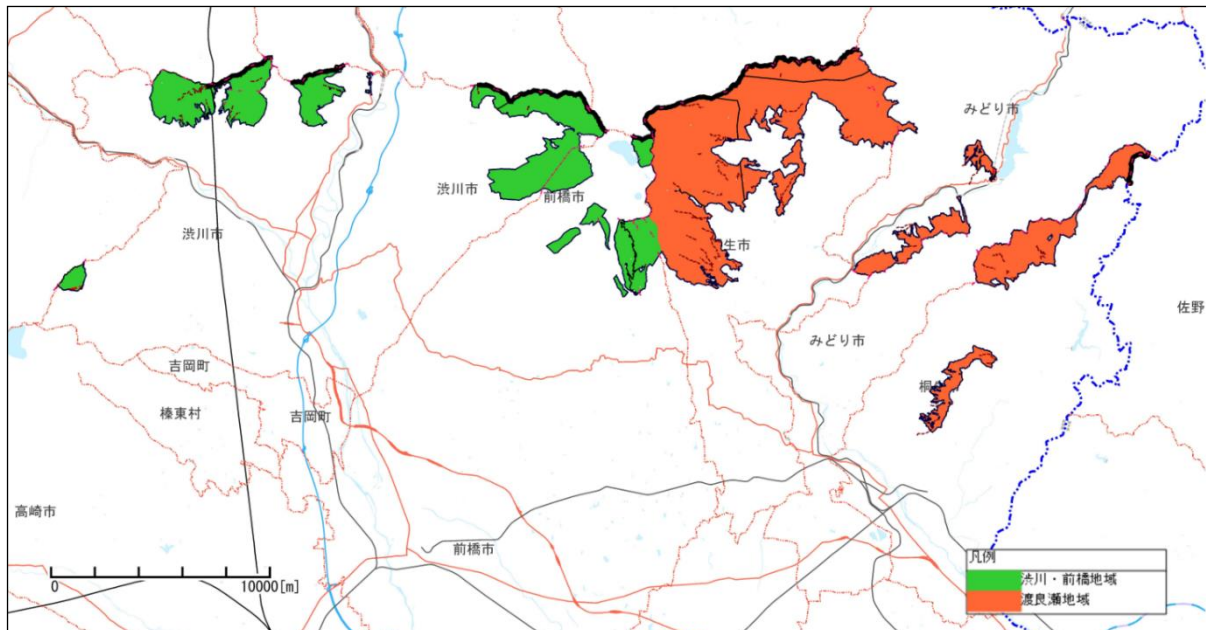 みどり市
渋川市
前橋市
生市
渋川市
佐野
吉岡町
みどり市
榛東村
吉岡町
桐
高崎市
前橋市
0
10000[m]
凡例
渋川・前橋地域
渡良瀬地域